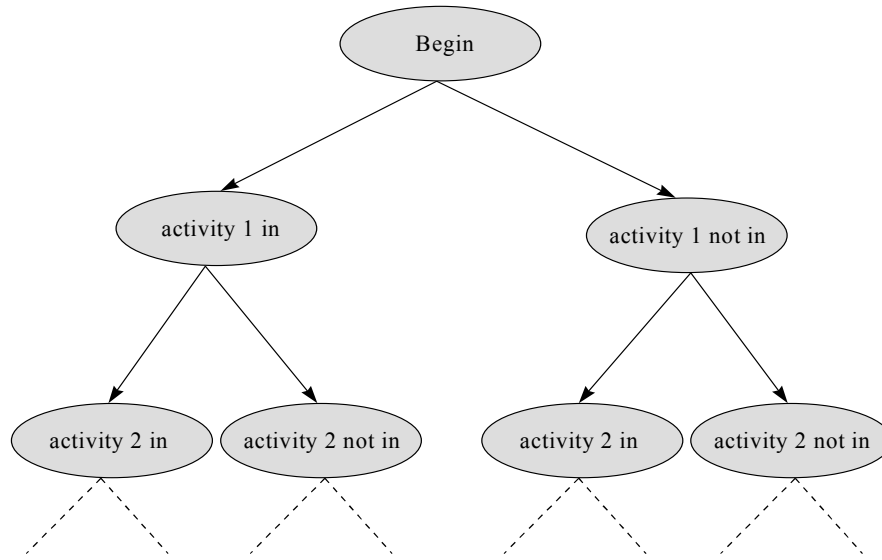 Begin
activity 1 in
activity 1 not in
activity 2 in
activity 2 not in
activity 2 in
activity 2 not in